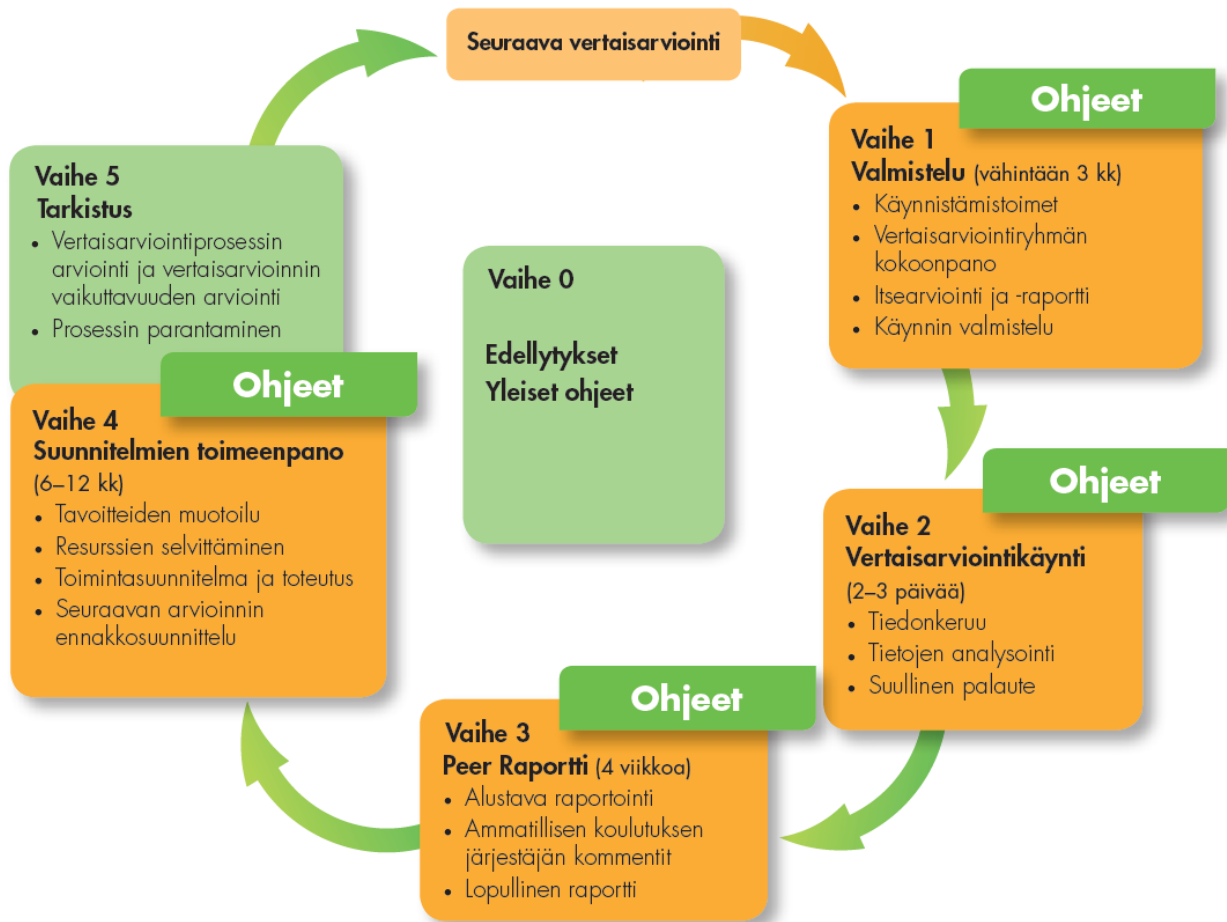 Seuraava vertaisarviointi
Ohjeet
Vaihe 1
Valmistelu (vähintään 3 kk)
• Käynnistämistoimet
• Vertaisarviointiryhmän
kokoonpano
• Itsearviointi ja -raportti
• Käynnin valmistelu
Ohjeet
Vaihe 2
Vertaisarviointikäynti
(2–3 päivää)
• Tiedonkeruu
• Tietojen analysointi
• Suullinen palaute
Ohjeet
Vaihe 3
Peer Raportti (4 viikkoa)
• Alustava raportointi
• Ammatillisen koulutuksen
järjestäjän kommentit
• Lopullinen raportti
Ohjeet
Vaihe 4
Suunnitelmien toimeenpano
(6–12 kk)
• Tavoitteiden muotoilu
• Resurssien selvittäminen
• Toimintasuunnitelma ja toteutus
• Seuraavan arvioinnin
ennakkosuunnittelu
Vaihe 5
Tarkistus
• Vertaisarviointiprosessin
arviointi ja vertaisarvioinnin
vaikuttavuuden arviointi
• Prosessin parantaminen
Vaihe 0
Edellytykset
Yleiset ohjeet